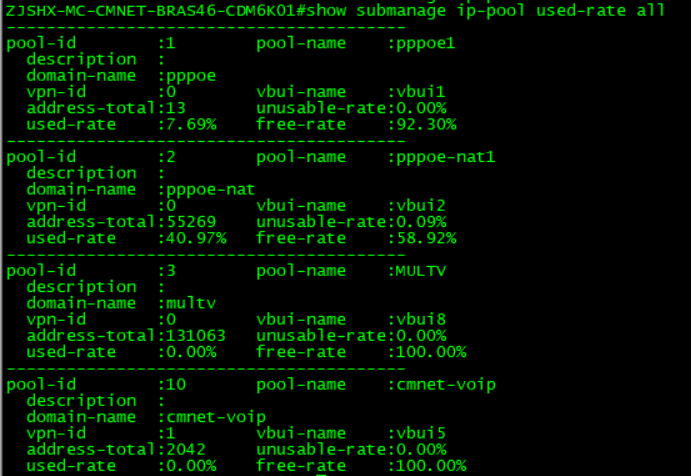 ZJSHX-MC-CMNET-BRAS46-CDM6K01#show submanage ip-pool used-rate all
----------------------------------------
pool-id        :1       pool-name    :pppoe1
  description  :
  domain-name  :pppoe
  vpn-id       :0       vbui-name    :vbui1
  address-total:13      unusable-rate:0.00%
  used-rate    :7.69%   free-rate    :92.30%
----------------------------------------
pool-id        :2       pool-name    :pppoe-nat1
  description  :
  domain-name  :pppoe-nat
  vpn-id       :0       vbui-name    :vbui2
  address-total:55269   unusable-rate:0.09%
  used-rate    :40.97%  free-rate    :58.92%
----------------------------------------
pool-id        :3       pool-name    :MULTV
  description  :
  domain-name  :multv
  vpn-id       :0       vbui-name    :vbui8
  address-total:131063  unusable-rate:0.00%
  used-rate    :0.00%   free-rate    :100.00%
----------------------------------------
pool-id        :10      pool-name    :cmnet-voip
  description  :
  domain-name  :cmnet-voip
  vpn-id       :1       vbui-name    :vbui5
  address-total:2042    unusable-rate:0.00%
  used-rate    :0.00%   free-rate    :100.00%